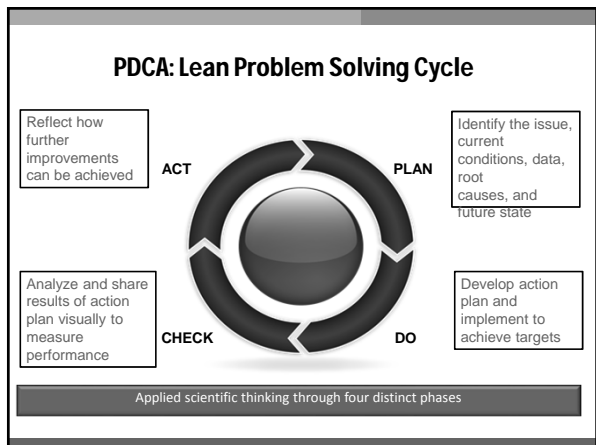 PDCA: Lean Problem Solving Cycle
Reflect how
further
improvements
can be achieved
ACT
PLAN
Identify the issue,
current
conditions, data,
root
causes, and
future state
Analyze and share
results of action
plan visually to
measure
performance
CHECK
DO
Develop action
plan and
implement to
achieve targets
Applied scientific thinking through four distinct phases